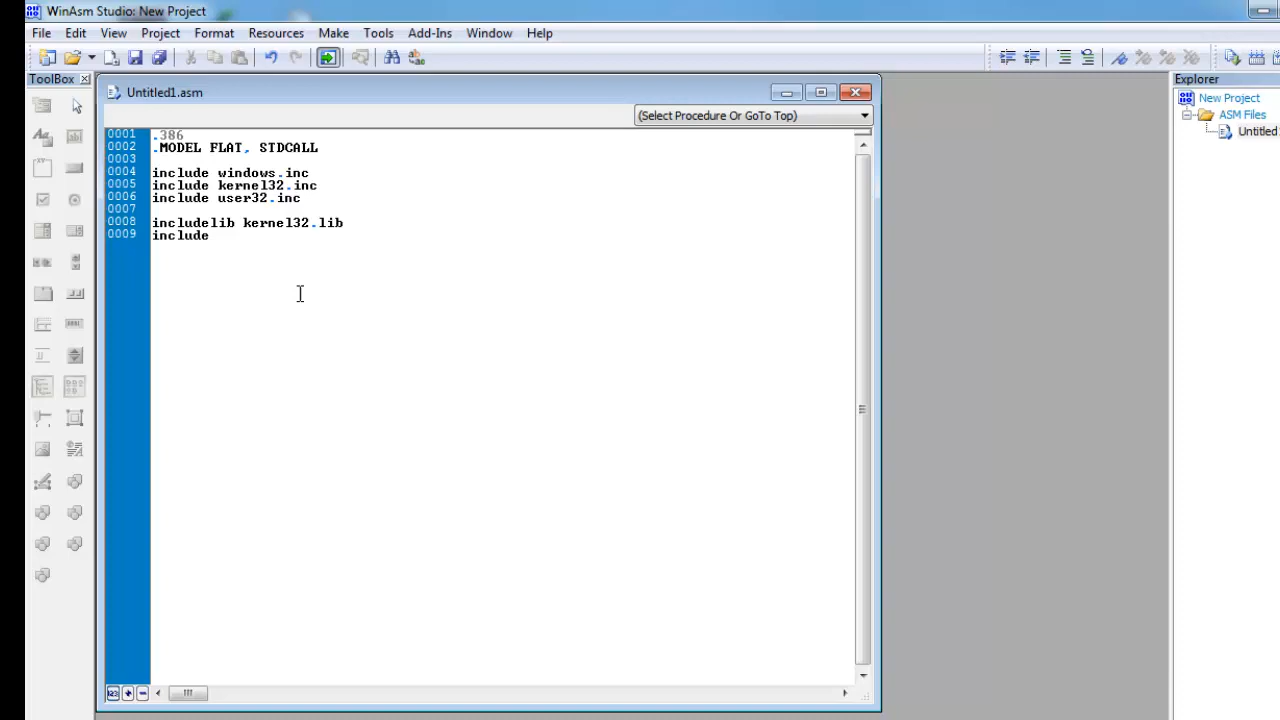 WinAsm Studio: New Project
File Edit View Project Format Resources Make Tools Add-Ins Window Help
ToolBox
Explorer
Untitled1.asm
New Project
(Select Procedure Or GoTo Top)
ASM Files
Untitled
0001 .386
0002 .MODEL FLAT, STDCALL
0003
0004 include windows.inc
0005 include kernel32.inc
0006 include user32.inc
0007
0008 includelib kernel32.lib
0009 include